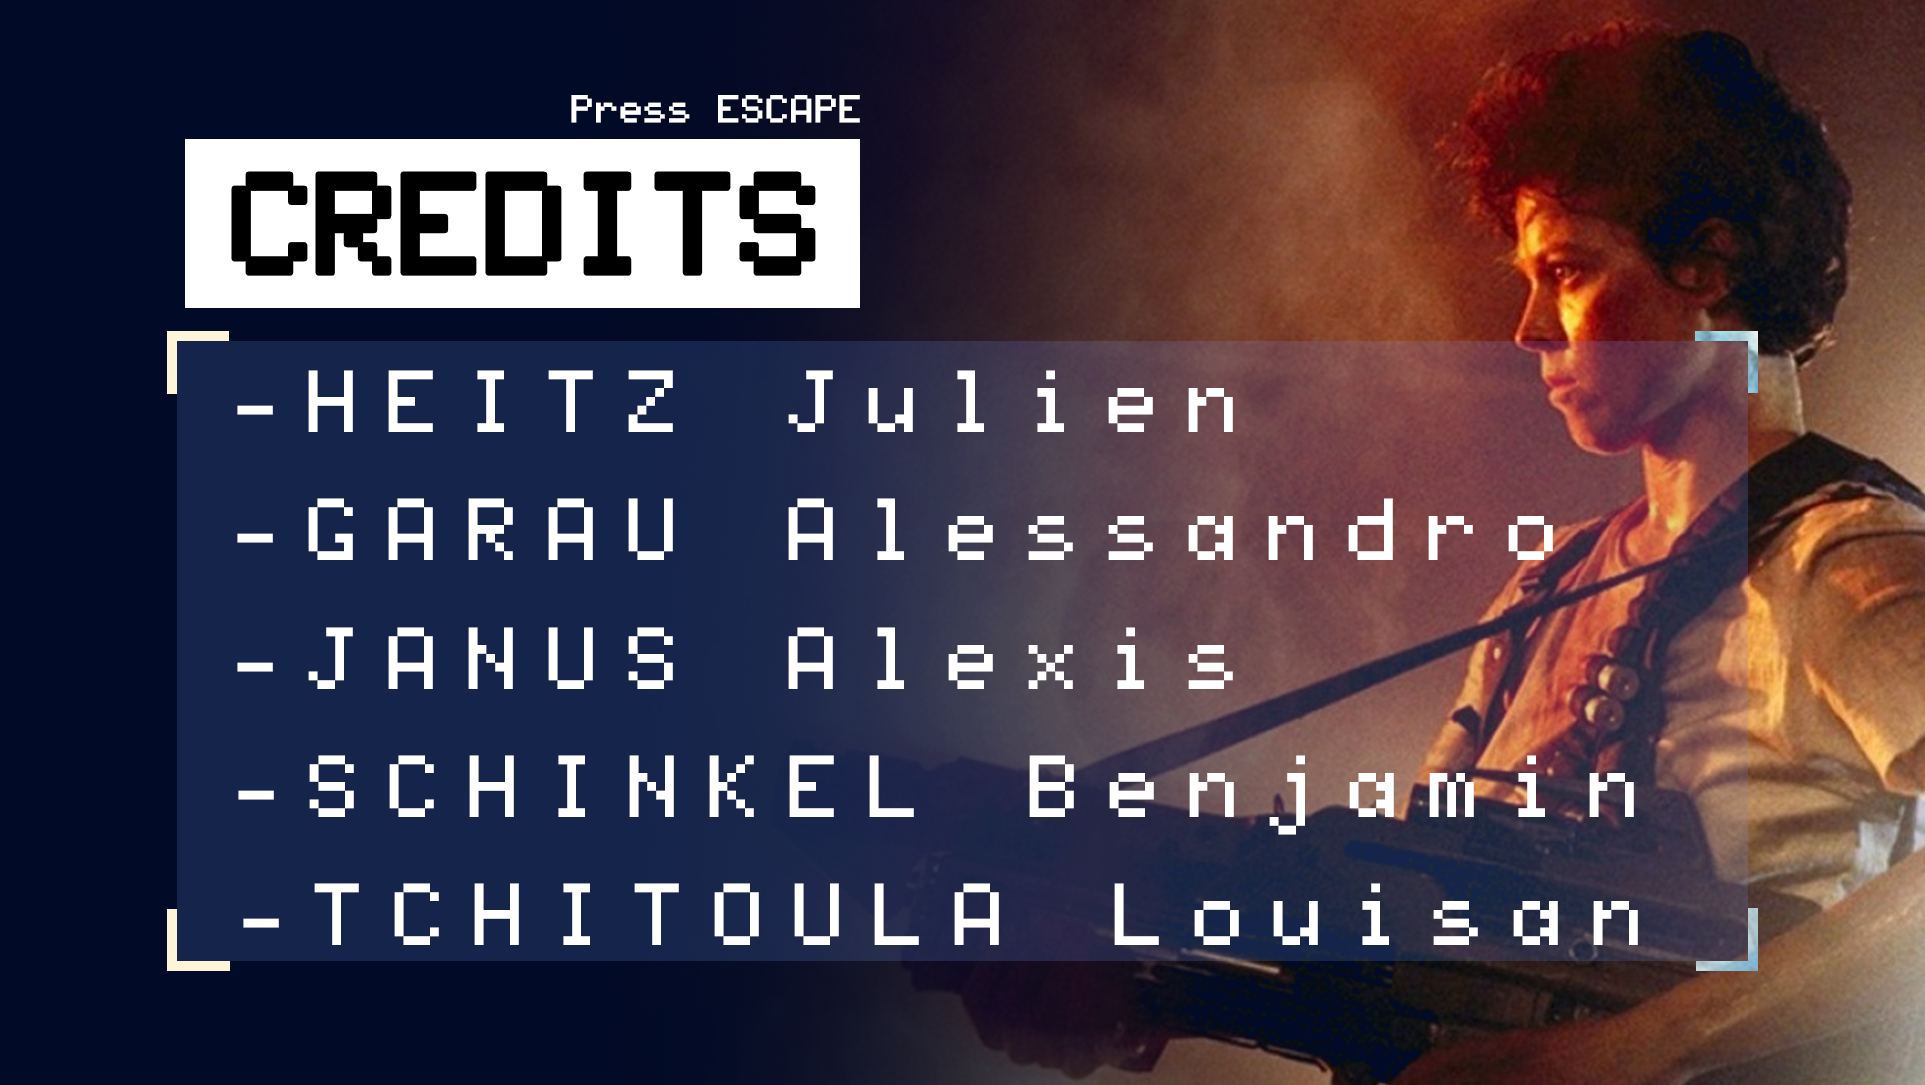 Press ESCAPE
CREDITS
-HEITZ Julien
-GARAU Alessandro
-JANUS Alexis
-SCHINKEL Benjamin
-TCHITOULA Louisan